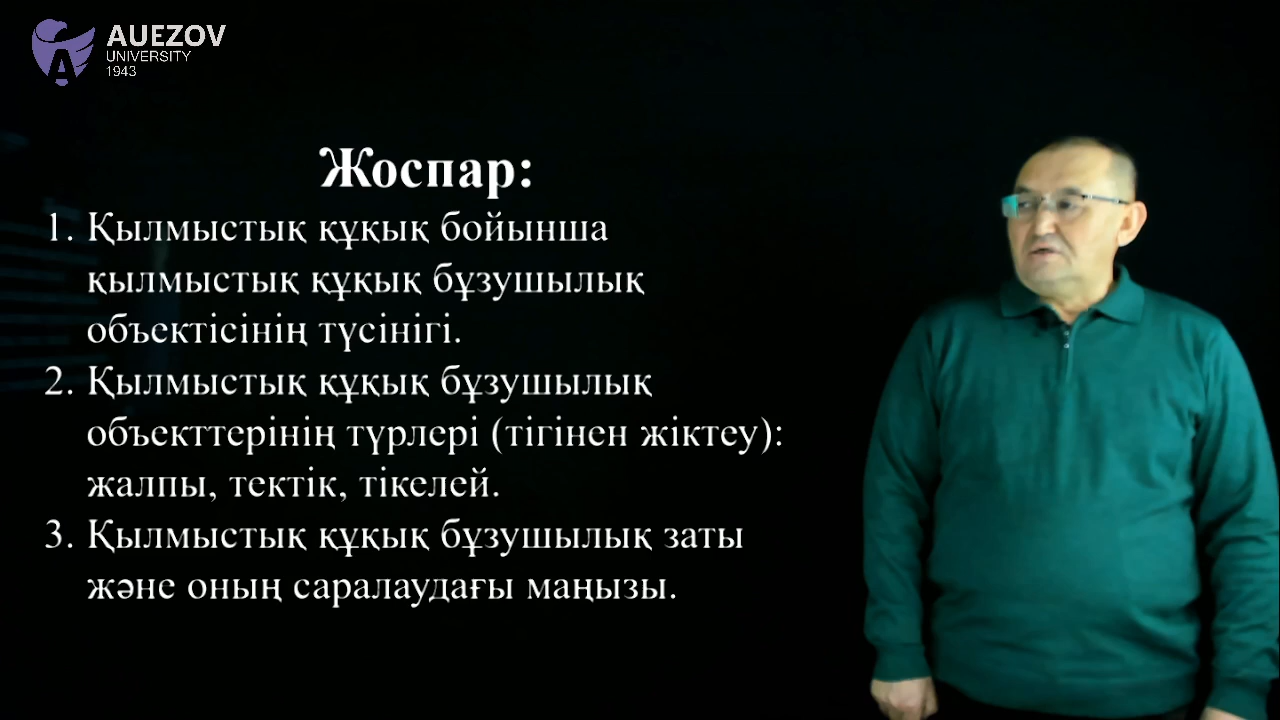 AUEZOV
UNIVERSITY
1943
Жоспар:
1. Қылмыстық құқық бойынша
қылмыстық құқық бұзушылық
объектісінің түсінігі.
2. Қылмыстық құқық бұзушылық
объекттерінің түрлері (тігінен жіктеу):
жалпы, тектік, тікелей.
3. Қылмыстық құқық бұзушылық заты
және оның саралаудағы маңызы.